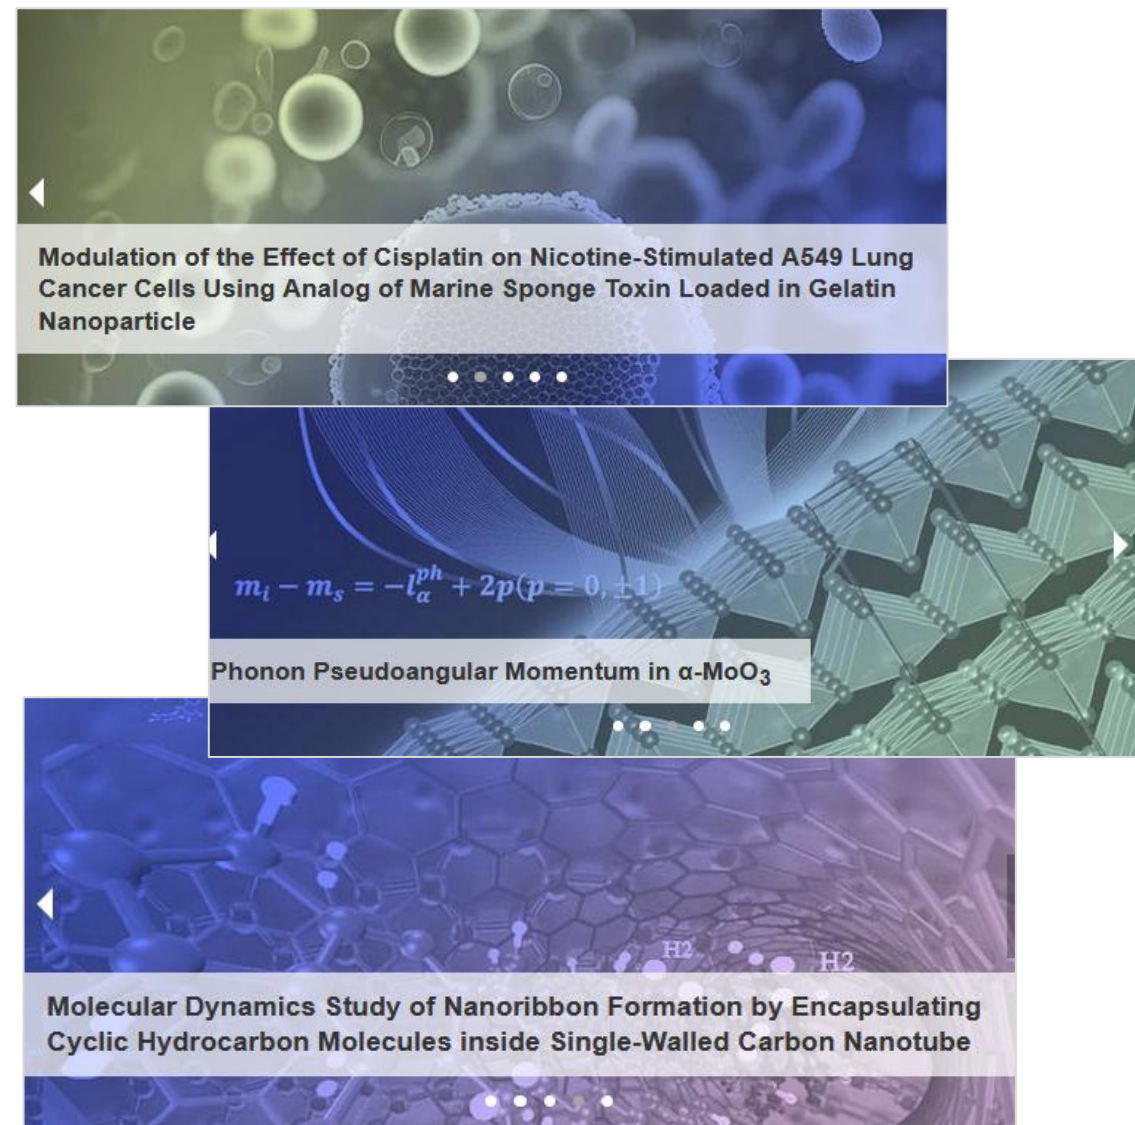 Modulation of the Effect of Cisplatin on Nicotine-Stimulated A549 Lung
Cancer Cells Using Analog of Marine Sponge Toxin Loaded in Gelatin
Nanoparticle
mᵢ − mₛ = −l_α^ph + 2p(p = 0, ±1)
Phonon Pseudoangular Momentum in α-MoO₃
H2
H2
Molecular Dynamics Study of Nanoribbon Formation by Encapsulating
Cyclic Hydrocarbon Molecules inside Single-Walled Carbon Nanotube